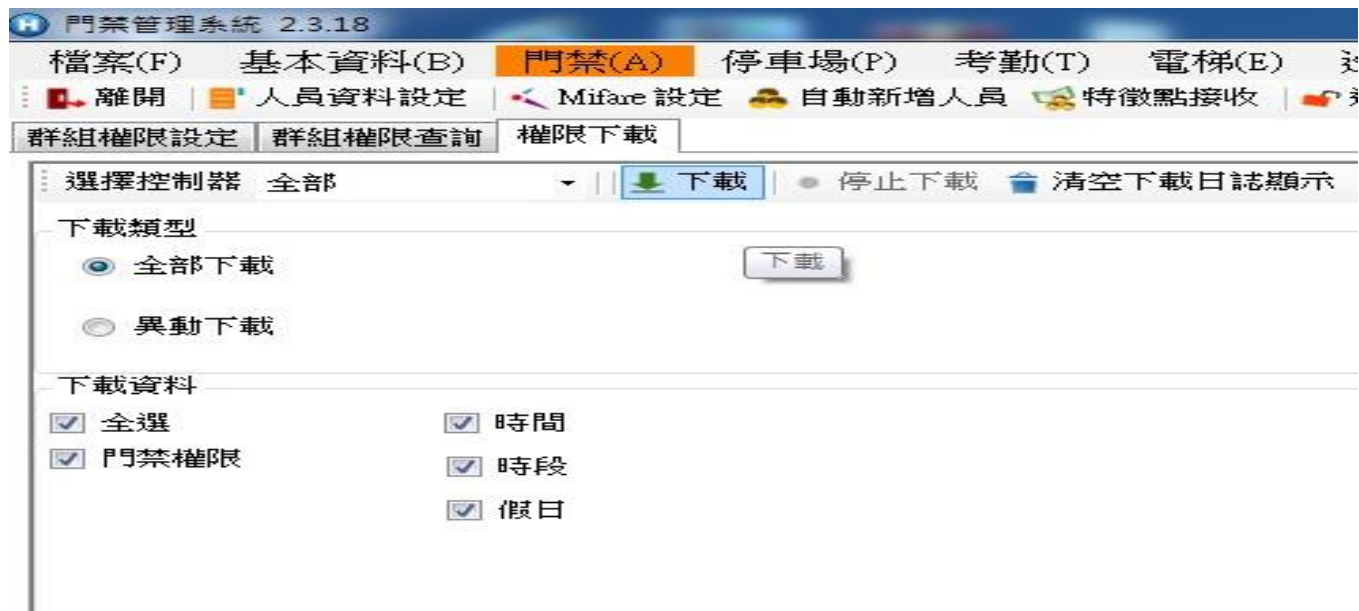 門禁管理系統 2.3.18
檔案(F) 基本資料(B) 門禁(A) 停車場(P) 考勤(T) 電梯(E)
離開 人員資料設定 Mifare 設定 自動新增人員 特徵點接收
群組權限設定 群組權限查詢 權限下載
選擇控制器 全部 下載 停止下載 清空下載日誌顯示
下載類型
全部下載 下載
異動下載
下載資料
全選 時間
門禁權限 時段
假日